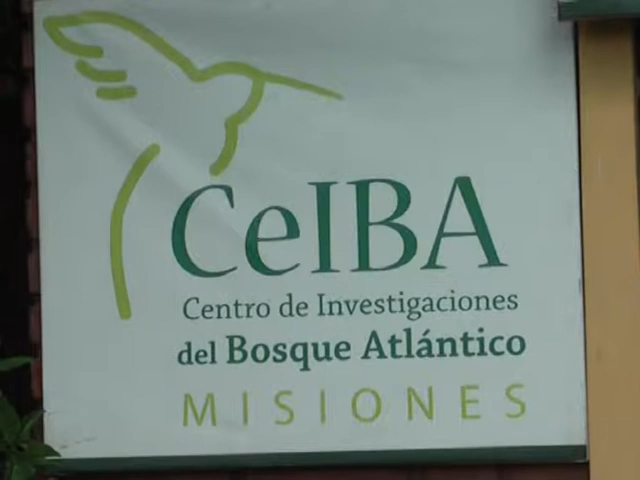 CeIBA
Centro de Investigaciones
del Bosque Atlántico
MISIONES